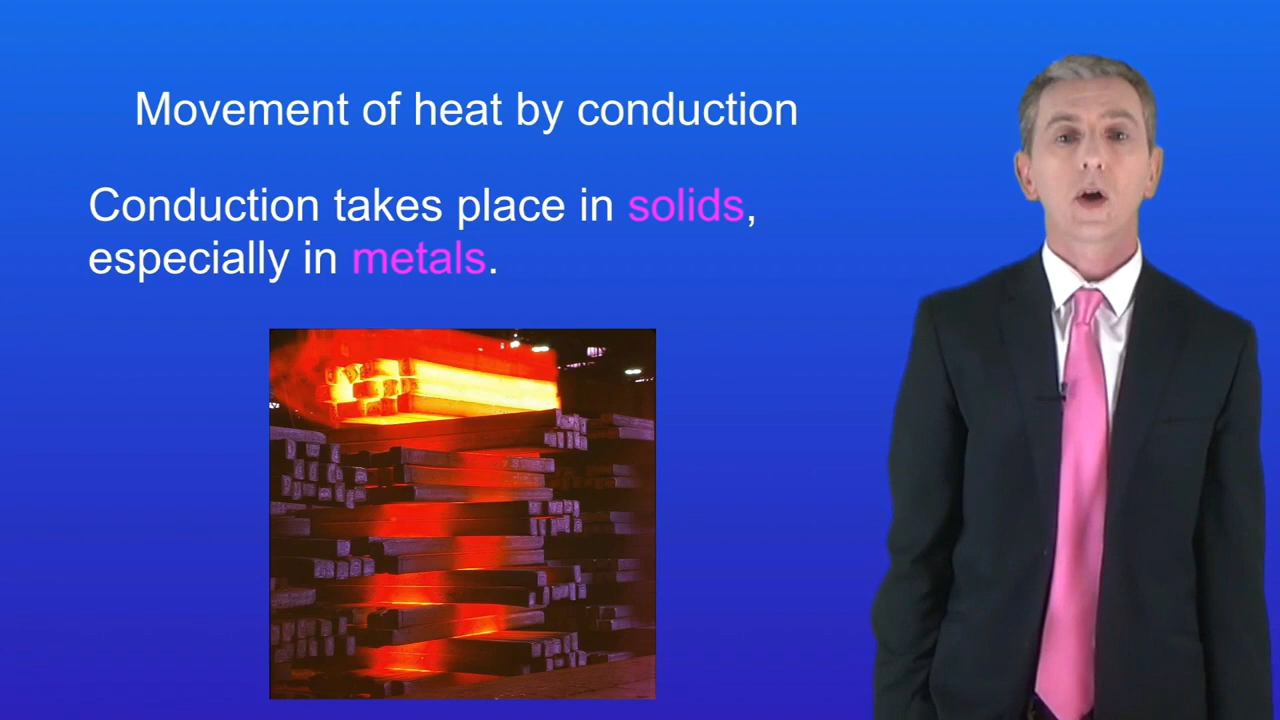 Movement of heat by conduction
Conduction takes place in solids,
especially in metals.